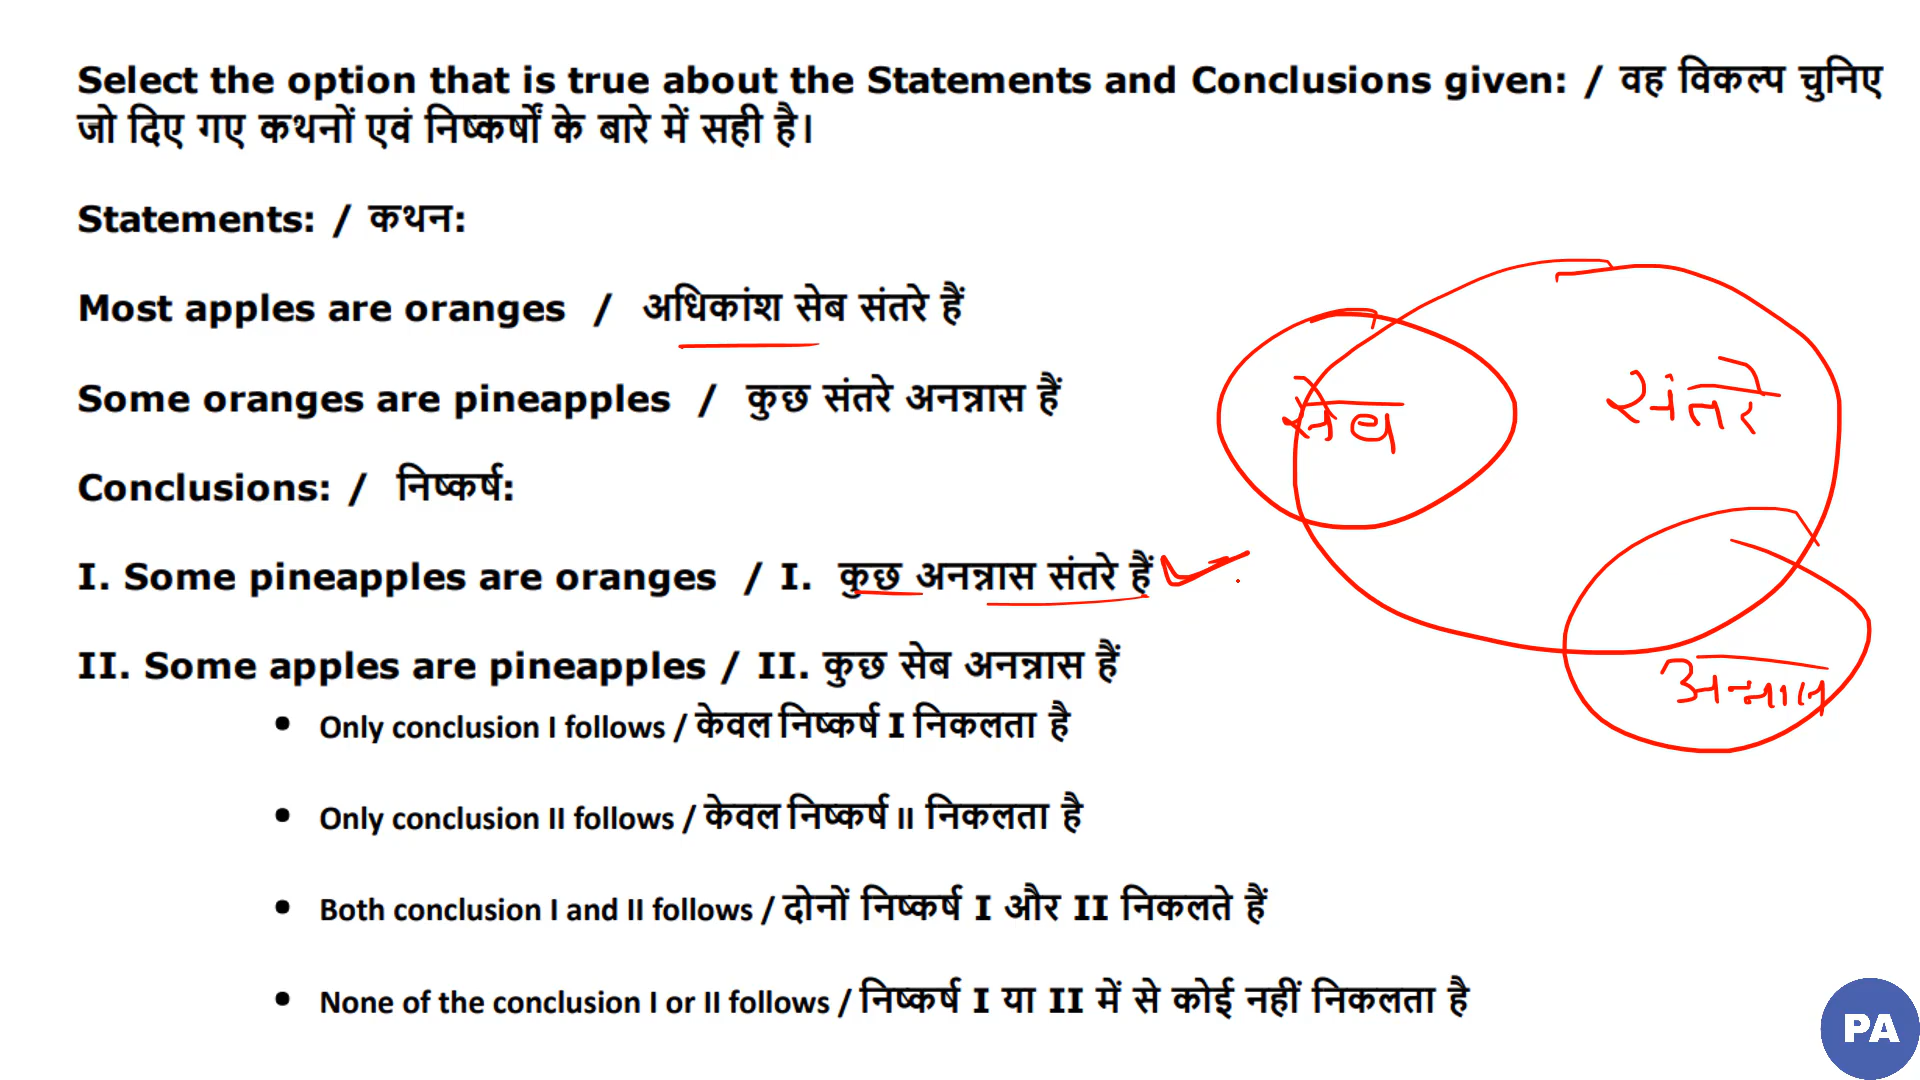 Select the option that is true about the Statements and Conclusions given: / वह विकल्प चुनिए
जो दिए गए कथनों एवं निष्कर्षों के बारे में सही है।
Statements: / कथन:
Most apples are oranges / अधिकांश सेब संतरे हैं
Some oranges are pineapples / कुछ संतरे अनन्नास हैं
Conclusions: / निष्कर्ष:
I. Some pineapples are oranges / I. कुछ अनन्नास संतरे हैं
II. Some apples are pineapples / II. कुछ सेब अनन्नास हैं
• Only conclusion I follows / केवल निष्कर्ष I निकलता है
• Only conclusion II follows / केवल निष्कर्ष II निकलता है
• Both conclusion I and II follows / दोनों निष्कर्ष I और II निकलते हैं
• None of the conclusion I or II follows / निष्कर्ष I या II में से कोई नहीं निकलता है
सेब
संतरे
PA